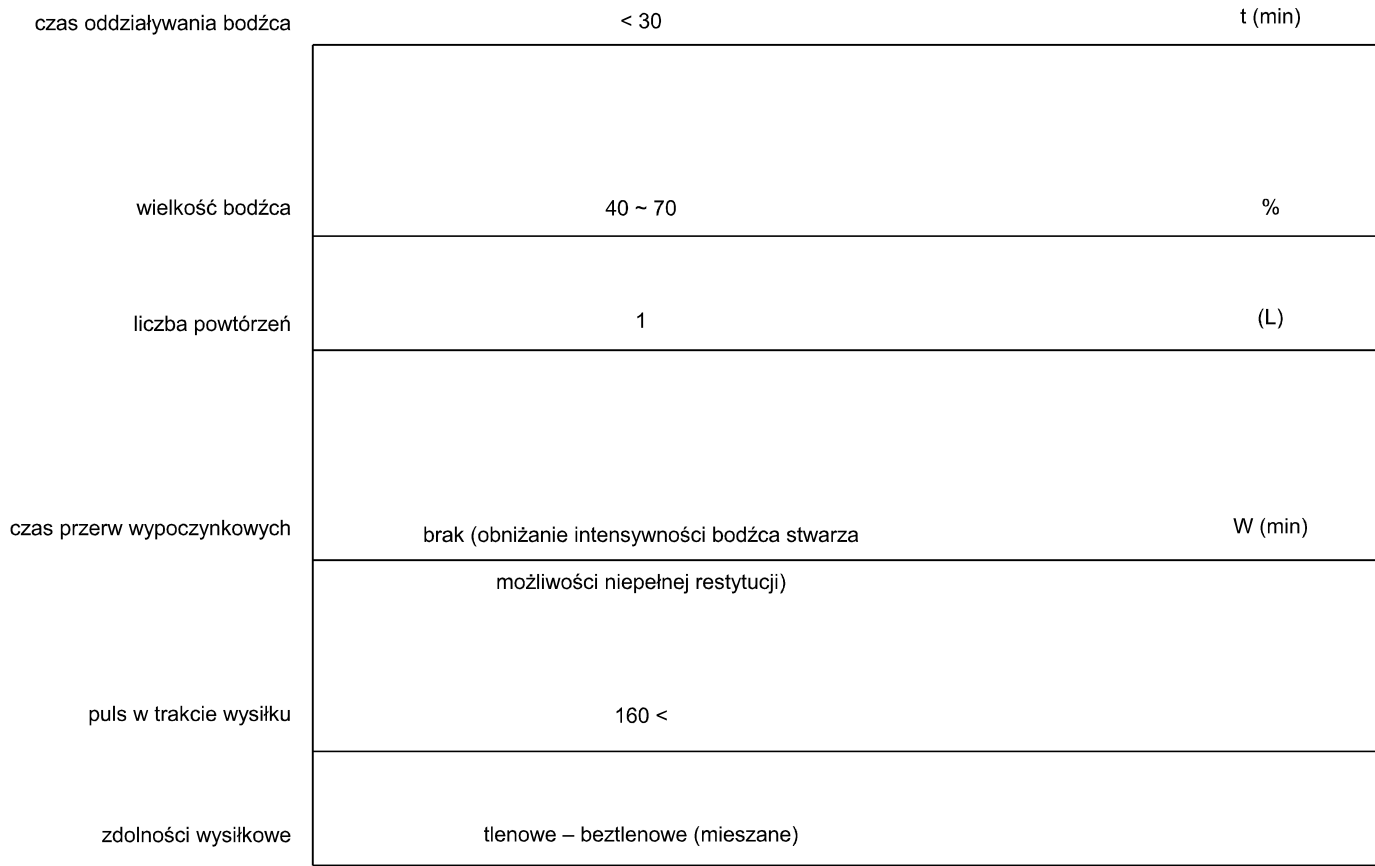 czas oddziaływania bodźca < 30 t (min)
wielkość bodźca 40 ~ 70 %
liczba powtórzeń 1 (L)
czas przerw wypoczynkowych brak (obniżanie intensywności bodźca stwarza W (min)
możliwości niepełnej restytucji)
puls w trakcie wysiłku 160 <
zdolności wysiłkowe tlenowe – beztlenowe (mieszane)